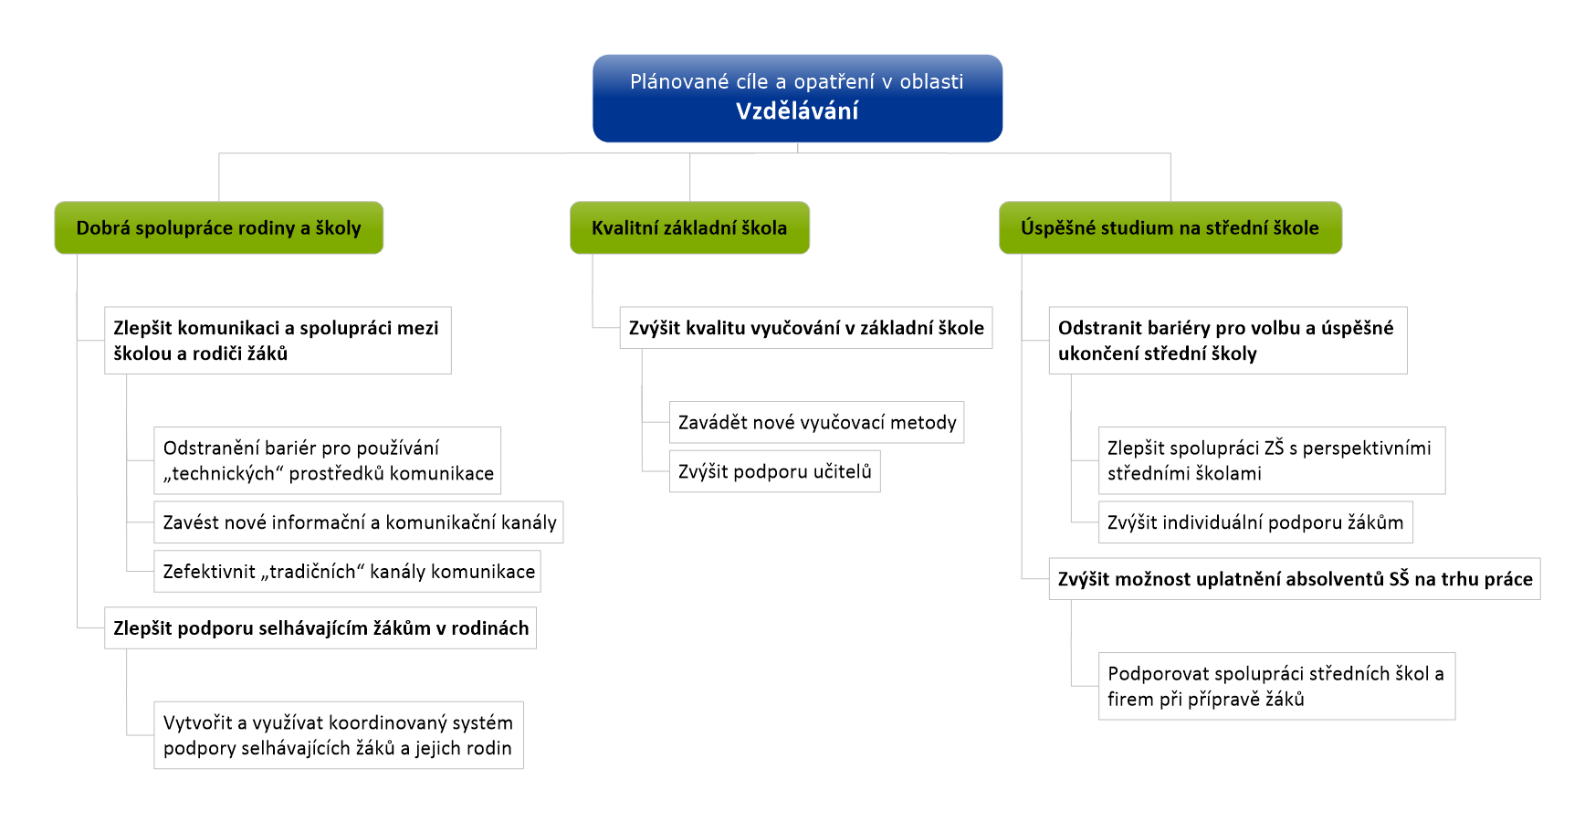 Plánované cíle a opatření v oblasti
Vzdělávání
Dobrá spolupráce rodiny a školy
Zlepšit komunikaci a spolupráci mezi
školou a rodiči žáků
Odstranění bariér pro používání
„technických“ prostředků komunikace
Zavést nové informační a komunikační kanály
Zefektivnit „tradičních“ kanály komunikace
Zlepšit podporu selhávajícím žákům v rodinách
Vytvořit a využívat koordinovaný systém
podpory selhávajících žáků a jejich rodin
Kvalitní základní škola
Zvýšit kvalitu vyučování v základní škole
Zavádět nové vyučovací metody
Zvýšit podporu učitelů
Úspěšné studium na střední škole
Odstranit bariéry pro volbu a úspěšné
ukončení střední školy
Zlepšit spolupráci ZŠ s perspektivními
středními školami
Zvýšit individuální podporu žákům
Zvýšit možnost uplatnění absolventů SŠ na trhu práce
Podporovat spolupráci středních škol a
firem při přípravě žáků